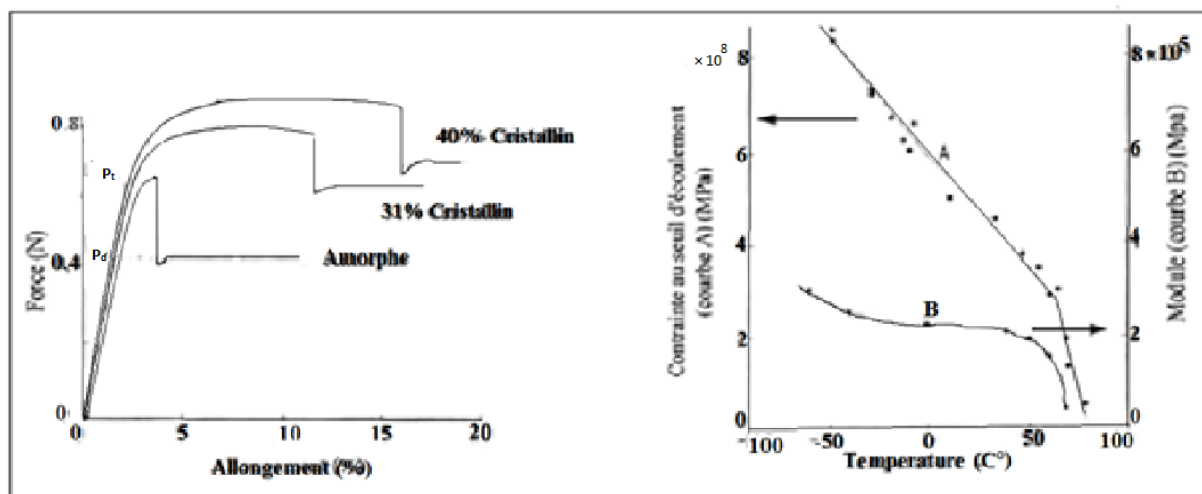 0.8
Pt
Pd
0.4
0
Force (N)
40% Cristallin
31% Cristallin
Amorphe
0 5 10 15 20
Allongement (%)
× 10⁸
8
6
4
2
0
Contrainte au seuil d'écoulement
(courbe A) (MPa)
A
B
8×10⁵
6
4
2
0
Module (courbe B) (Mpa)
-100 -50 0 50 100
Temperature (C°)